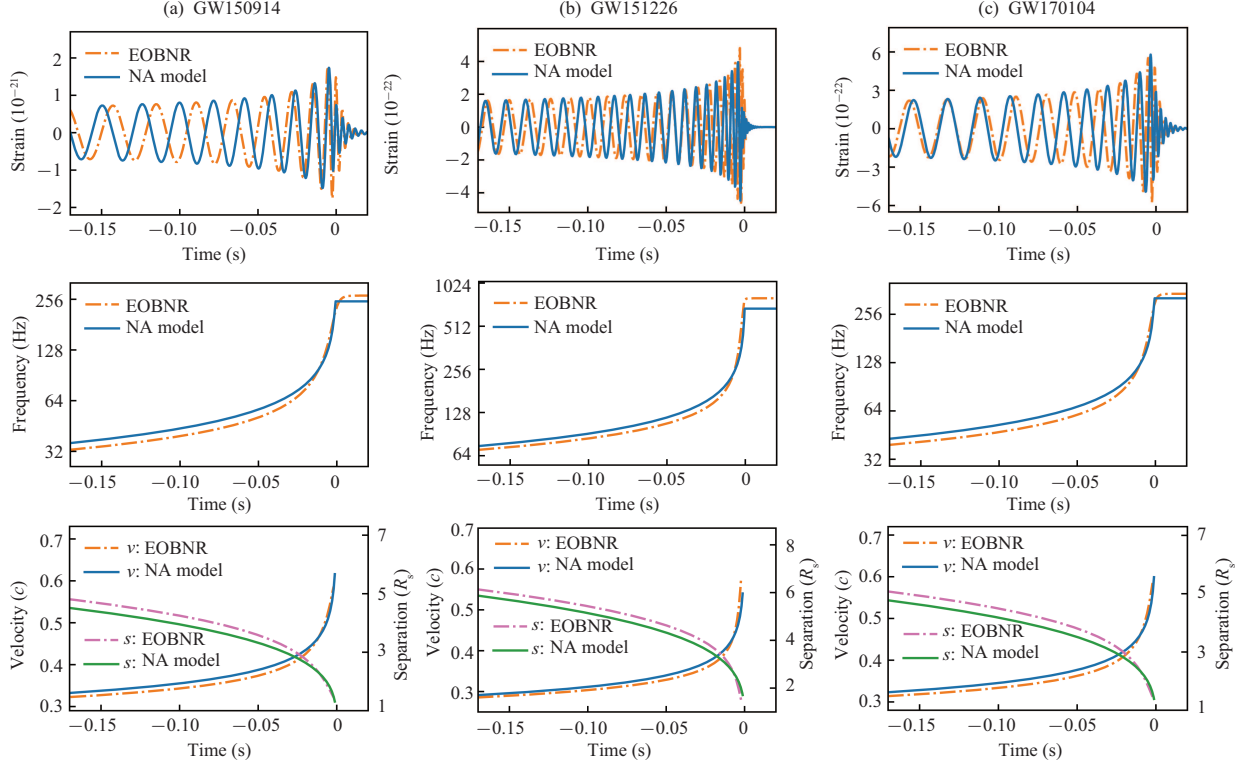 (a) GW150914
EOBNR
NA model
Strain (10⁻²¹)
2
1
0
−1
−2
−0.15
−0.10
−0.05
0
Time (s)
(b) GW151226
EOBNR
NA model
Strain (10⁻²²)
4
2
0
−2
−4
−0.15
−0.10
−0.05
0
Time (s)
(c) GW170104
EOBNR
NA model
Strain (10⁻²²)
6
3
0
−3
−6
−0.15
−0.10
−0.05
0
Time (s)
EOBNR
NA model
Frequency (Hz)
256
128
64
32
−0.15
−0.10
−0.05
0
Time (s)
EOBNR
NA model
Frequency (Hz)
1024
512
256
128
64
−0.15
−0.10
−0.05
0
Time (s)
EOBNR
NA model
Frequency (Hz)
256
128
64
32
−0.15
−0.10
−0.05
0
Time (s)
v: EOBNR
v: NA model
s: EOBNR
s: NA model
Velocity (c)
0.7
0.6
0.5
0.4
0.3
Separation (Rₛ)
7
5
3
1
−0.15
−0.10
−0.05
0
Time (s)
v: EOBNR
v: NA model
s: EOBNR
s: NA model
Velocity (c)
0.7
0.6
0.5
0.4
0.3
Separation (Rₛ)
8
6
4
2
−0.15
−0.10
−0.05
0
Time (s)
v: EOBNR
v: NA model
s: EOBNR
s: NA model
Velocity (c)
0.7
0.6
0.5
0.4
0.3
Separation (Rₛ)
7
5
3
1
−0.15
−0.10
−0.05
0
Time (s)